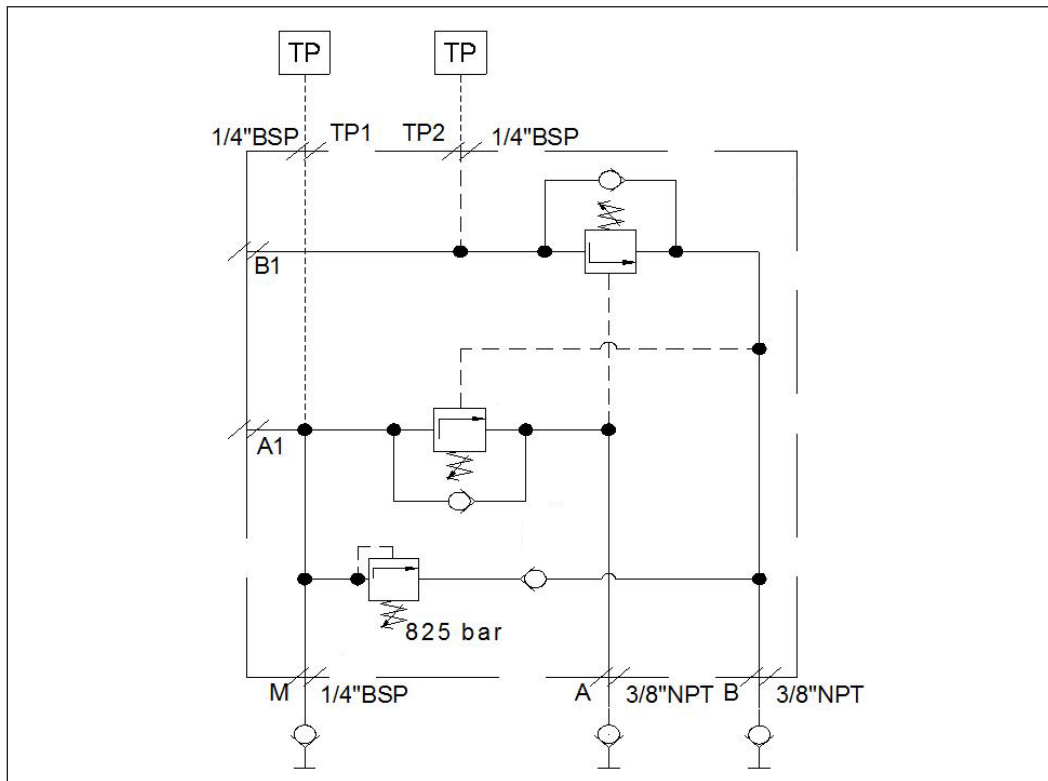 TP TP
1/4"BSP TP1 TP2 1/4"BSP
B1
A1
825 bar
M 1/4"BSP A 3/8"NPT B 3/8"NPT